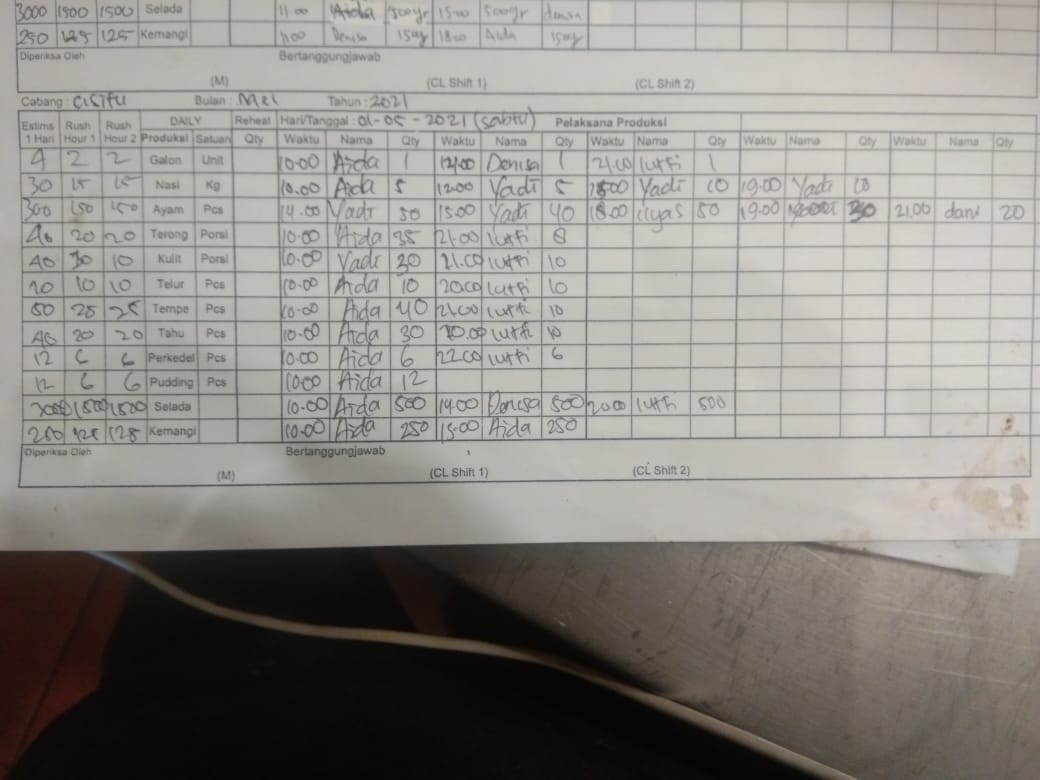 3000 1500 1500 Selada 11.00 Aida 500gr 15.00 500gr denisa
250 125 125 Kemangi 11.00 Denisa 15gr 18.00 Aida 15gr
Diperiksa Oleh Bertanggungjawab
(M) (CL Shift 1) (CL Shift 2)
Cabang : CISITU Bulan : Mei Tahun : 2021
Estims Rush Rush DAILY Reheat Hari/Tanggal : 01-05-2021 (sabtu) Pelaksana Produksi
1 Hari Hour 1 Hour 2 Produksi Satuan Qty Waktu Nama Qty Waktu Nama Qty Waktu Nama Qty Waktu Nama Qty Waktu Nama Qty
4 2 2 Galon Unit 10.00 Aida 1 Denisa 1 21.00 lutfi 1
30 15 15 Nasi Kg 10.00 Aida 5 12.00 Yadi 5 Yadi 10 19.00 Yadi 10
300 150 150 Ayam Pcs 14.00 Yadi 50 15.00 Yadi 40 18.00 50 19.00 30 21.00 dani 20
40 20 20 Terong Porsi 10.00 Aida 35 21.00 lutfi 8
40 30 10 Kulit Porsi 10.00 Yadi 30 21.00 lutfi 10
20 10 10 Telur Pcs 10.00 Aida 10 20.00 lutfi 10
50 25 25 Tempe Pcs 10.00 Aida 40 21.00 lutfi 10
40 20 20 Tahu Pcs 10.00 Aida 30 20.00 lutfi 10
12 6 6 Perkedel Pcs 10.00 Aida 6 22.00 lutfi 6
12 6 6 Pudding Pcs 10.00 Aida 12
3000 1500 1500 Selada 10.00 Aida 500 14.00 Denisa 500 20.00 lutfi 500
250 125 125 Kemangi 10.00 Aida 250 15.00 Aida 250
Diperiksa Oleh Bertanggungjawab
(M) (CL Shift 1) (CL Shift 2)